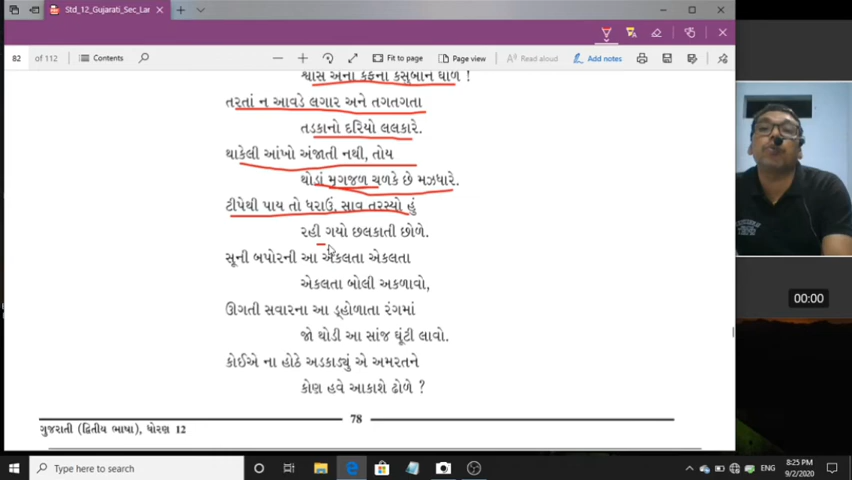 Std_12_Gujarati_Sec_Lar
82 of 112
Contents
Fit to page
Page view
Read aloud
Add notes
શ્વાસ એના કફના કસુંબાન ઘોળે !
તરતાં ન આવડે લગાર અને તગતગતા
તડકાનો દરિયો લલકારે.
થાકેલી આંખો અંજાતી નથી, તોય
થોડાં મૃગજળ ચળકે છે મઝધારે.
ટીપેથી પાય તો ધરાઉં, સાવ તરસ્યો હું
રહી ગયો છલકાતી છોળે.
સૂની બપોરની આ એકલતા એકલતા
એકલતા બોલી અકળાવો,
ઊગતી સવારના આ ડ્હોળાતા રંગમાં
જો થોડી આ સાંજ ઘૂંટી લાવો.
કોઈએ ના હોઠે અડકાડ્યું એ અમરતને
કોણ હવે આકાશે ઢોળે ?
78
ગુજરાતી (દ્વિતીય ભાષા), ધોરણ 12
00:00
Type here to search
ENG
8:25 PM
9/2/2020